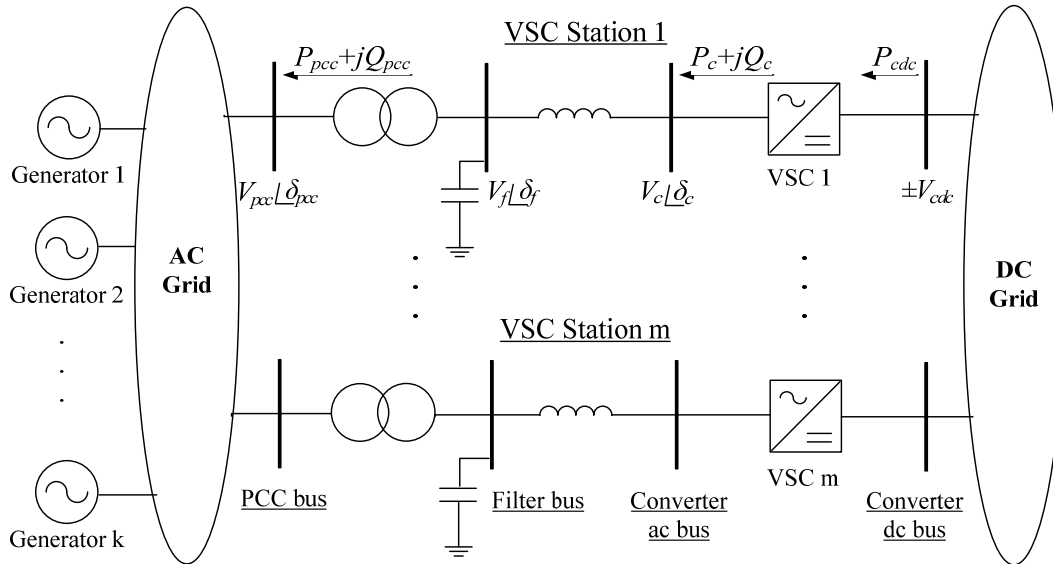 VSC Station 1
P_pcc+jQ_pcc
P_c+jQ_c
P_cdc
Generator 1
V_pcc∠δ_pcc
V_f∠δ_f
V_c∠δ_c
VSC 1
±V_cdc
Generator 2
AC
Grid
DC
Grid
VSC Station m
Generator k
PCC bus
Filter bus
Converter
ac bus
VSC m
Converter
dc bus